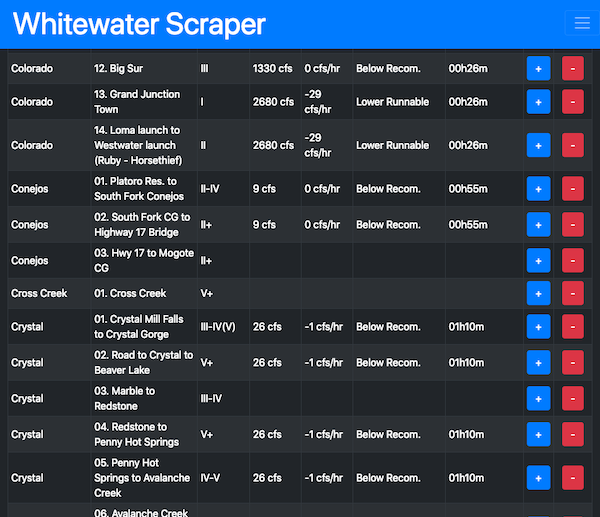 Whitewater Scraper
Colorado 12. Big Sur III 1330 cfs 0 cfs/hr Below Recom. 00h26m + -
Colorado 13. Grand Junction Town I 2680 cfs -29 cfs/hr Lower Runnable 00h26m + -
Colorado 14. Loma launch to Westwater launch (Ruby - Horsethief) II 2680 cfs -29 cfs/hr Lower Runnable 00h26m + -
Conejos 01. Platoro Res. to South Fork Conejos II-IV 9 cfs 0 cfs/hr Below Recom. 00h55m + -
Conejos 02. South Fork CG to Highway 17 Bridge II+ 9 cfs 0 cfs/hr Below Recom. 00h55m + -
Conejos 03. Hwy 17 to Mogote CG II+ + -
Cross Creek 01. Cross Creek V+ + -
Crystal 01. Crystal Mill Falls to Crystal Gorge III-IV(V) 26 cfs -1 cfs/hr Below Recom. 01h10m + -
Crystal 02. Road to Crystal to Beaver Lake V+ 26 cfs -1 cfs/hr Below Recom. 01h10m + -
Crystal 03. Marble to Redstone III-IV + -
Crystal 04. Redstone to Penny Hot Springs V+ 26 cfs -1 cfs/hr Below Recom. 01h10m + -
Crystal 05. Penny Hot Springs to Avalanche Creek IV-V 26 cfs -1 cfs/hr Below Recom. 01h10m + -
06. Avalanche Creek